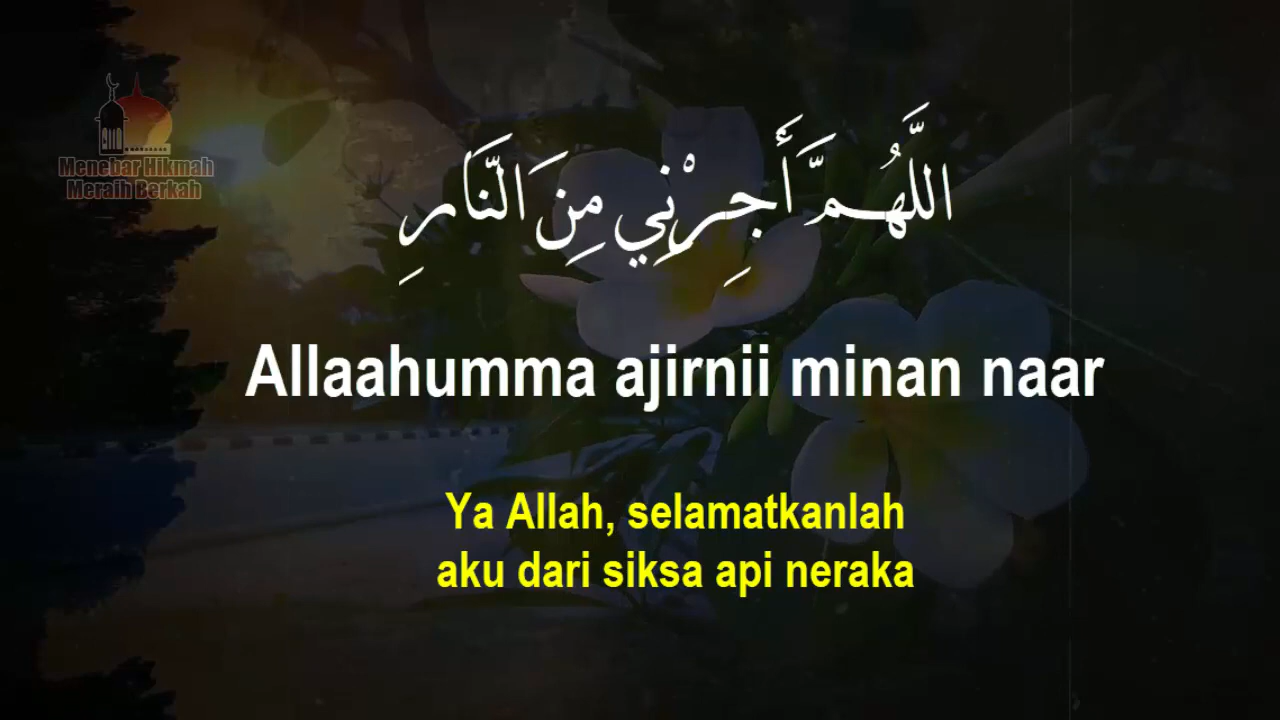 Menebar Hikmah
Meraih Berkah
اللَّهُمَّ أَجِرْنِي مِنَ النَّارِ
Allaahumma ajirnii minan naar
Ya Allah, selamatkanlah
aku dari siksa api neraka